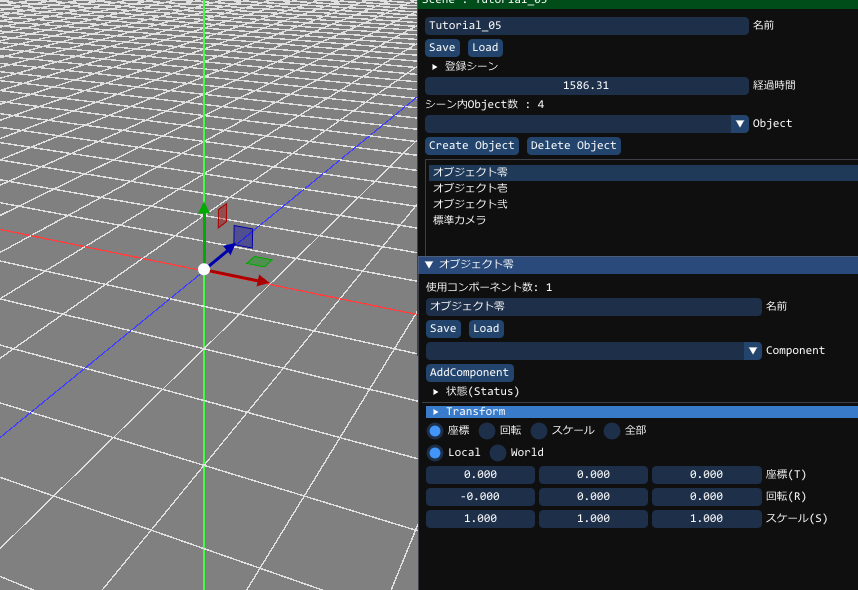 Scene : Tutorial_05
Tutorial_05 名前
Save Load
登録シーン
1586.31 経過時間
シーン内Object数 : 4
Object
Create Object Delete Object
オブジェクト零
オブジェクト壱
オブジェクト弐
標準カメラ
オブジェクト零
使用コンポーネント数: 1
オブジェクト零 名前
Save Load
Component
AddComponent
状態(Status)
Transform
座標 回転 スケール 全部
Local World
0.000 0.000 0.000 座標(T)
-0.000 0.000 0.000 回転(R)
1.000 1.000 1.000 スケール(S)